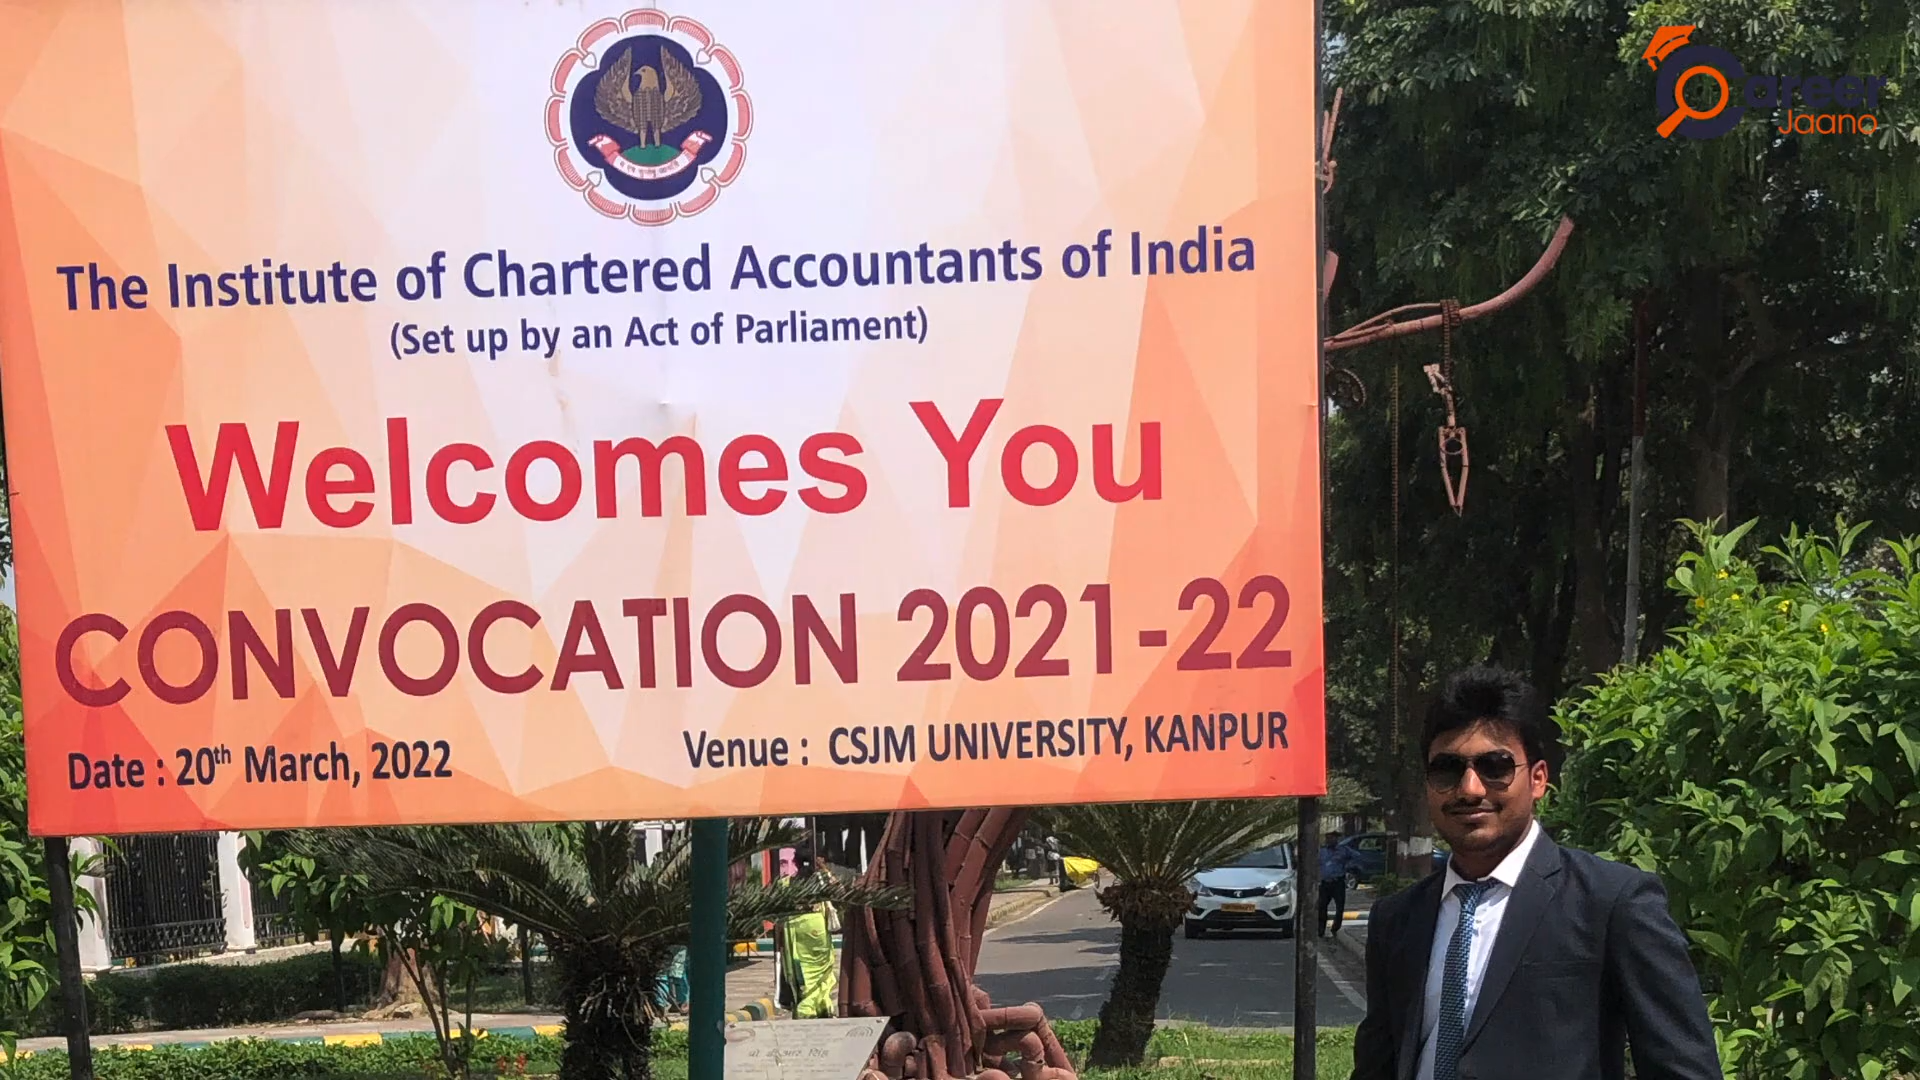 The Institute of Chartered Accountants of India
(Set up by an Act of Parliament)
Welcomes You
CONVOCATION 2021-22
Date : 20th March, 2022
Venue : CSJM UNIVERSITY, KANPUR
Career
Jaano